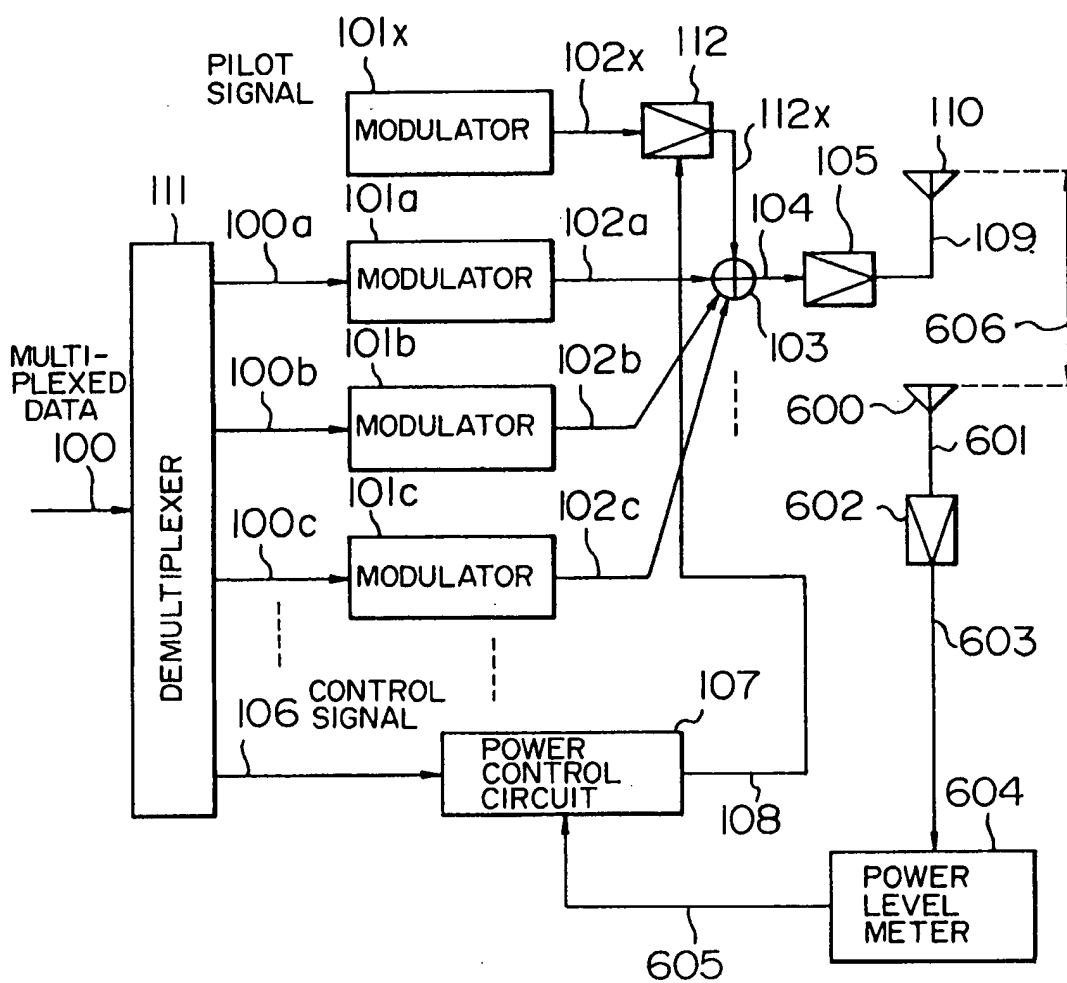 101x
PILOT
SIGNAL
102x
112
MODULATOR
112x
110
111
100a
101a
102a
104
105
109
MODULATOR
103
606
MULTI-
PLEXED
DATA
100
101b
100b
102b
MODULATOR
600
601
DEMULTIPLEXER
101c
100c
102c
602
MODULATOR
603
106
CONTROL
SIGNAL
107
POWER
CONTROL
CIRCUIT
108
604
POWER
LEVEL
METER
605